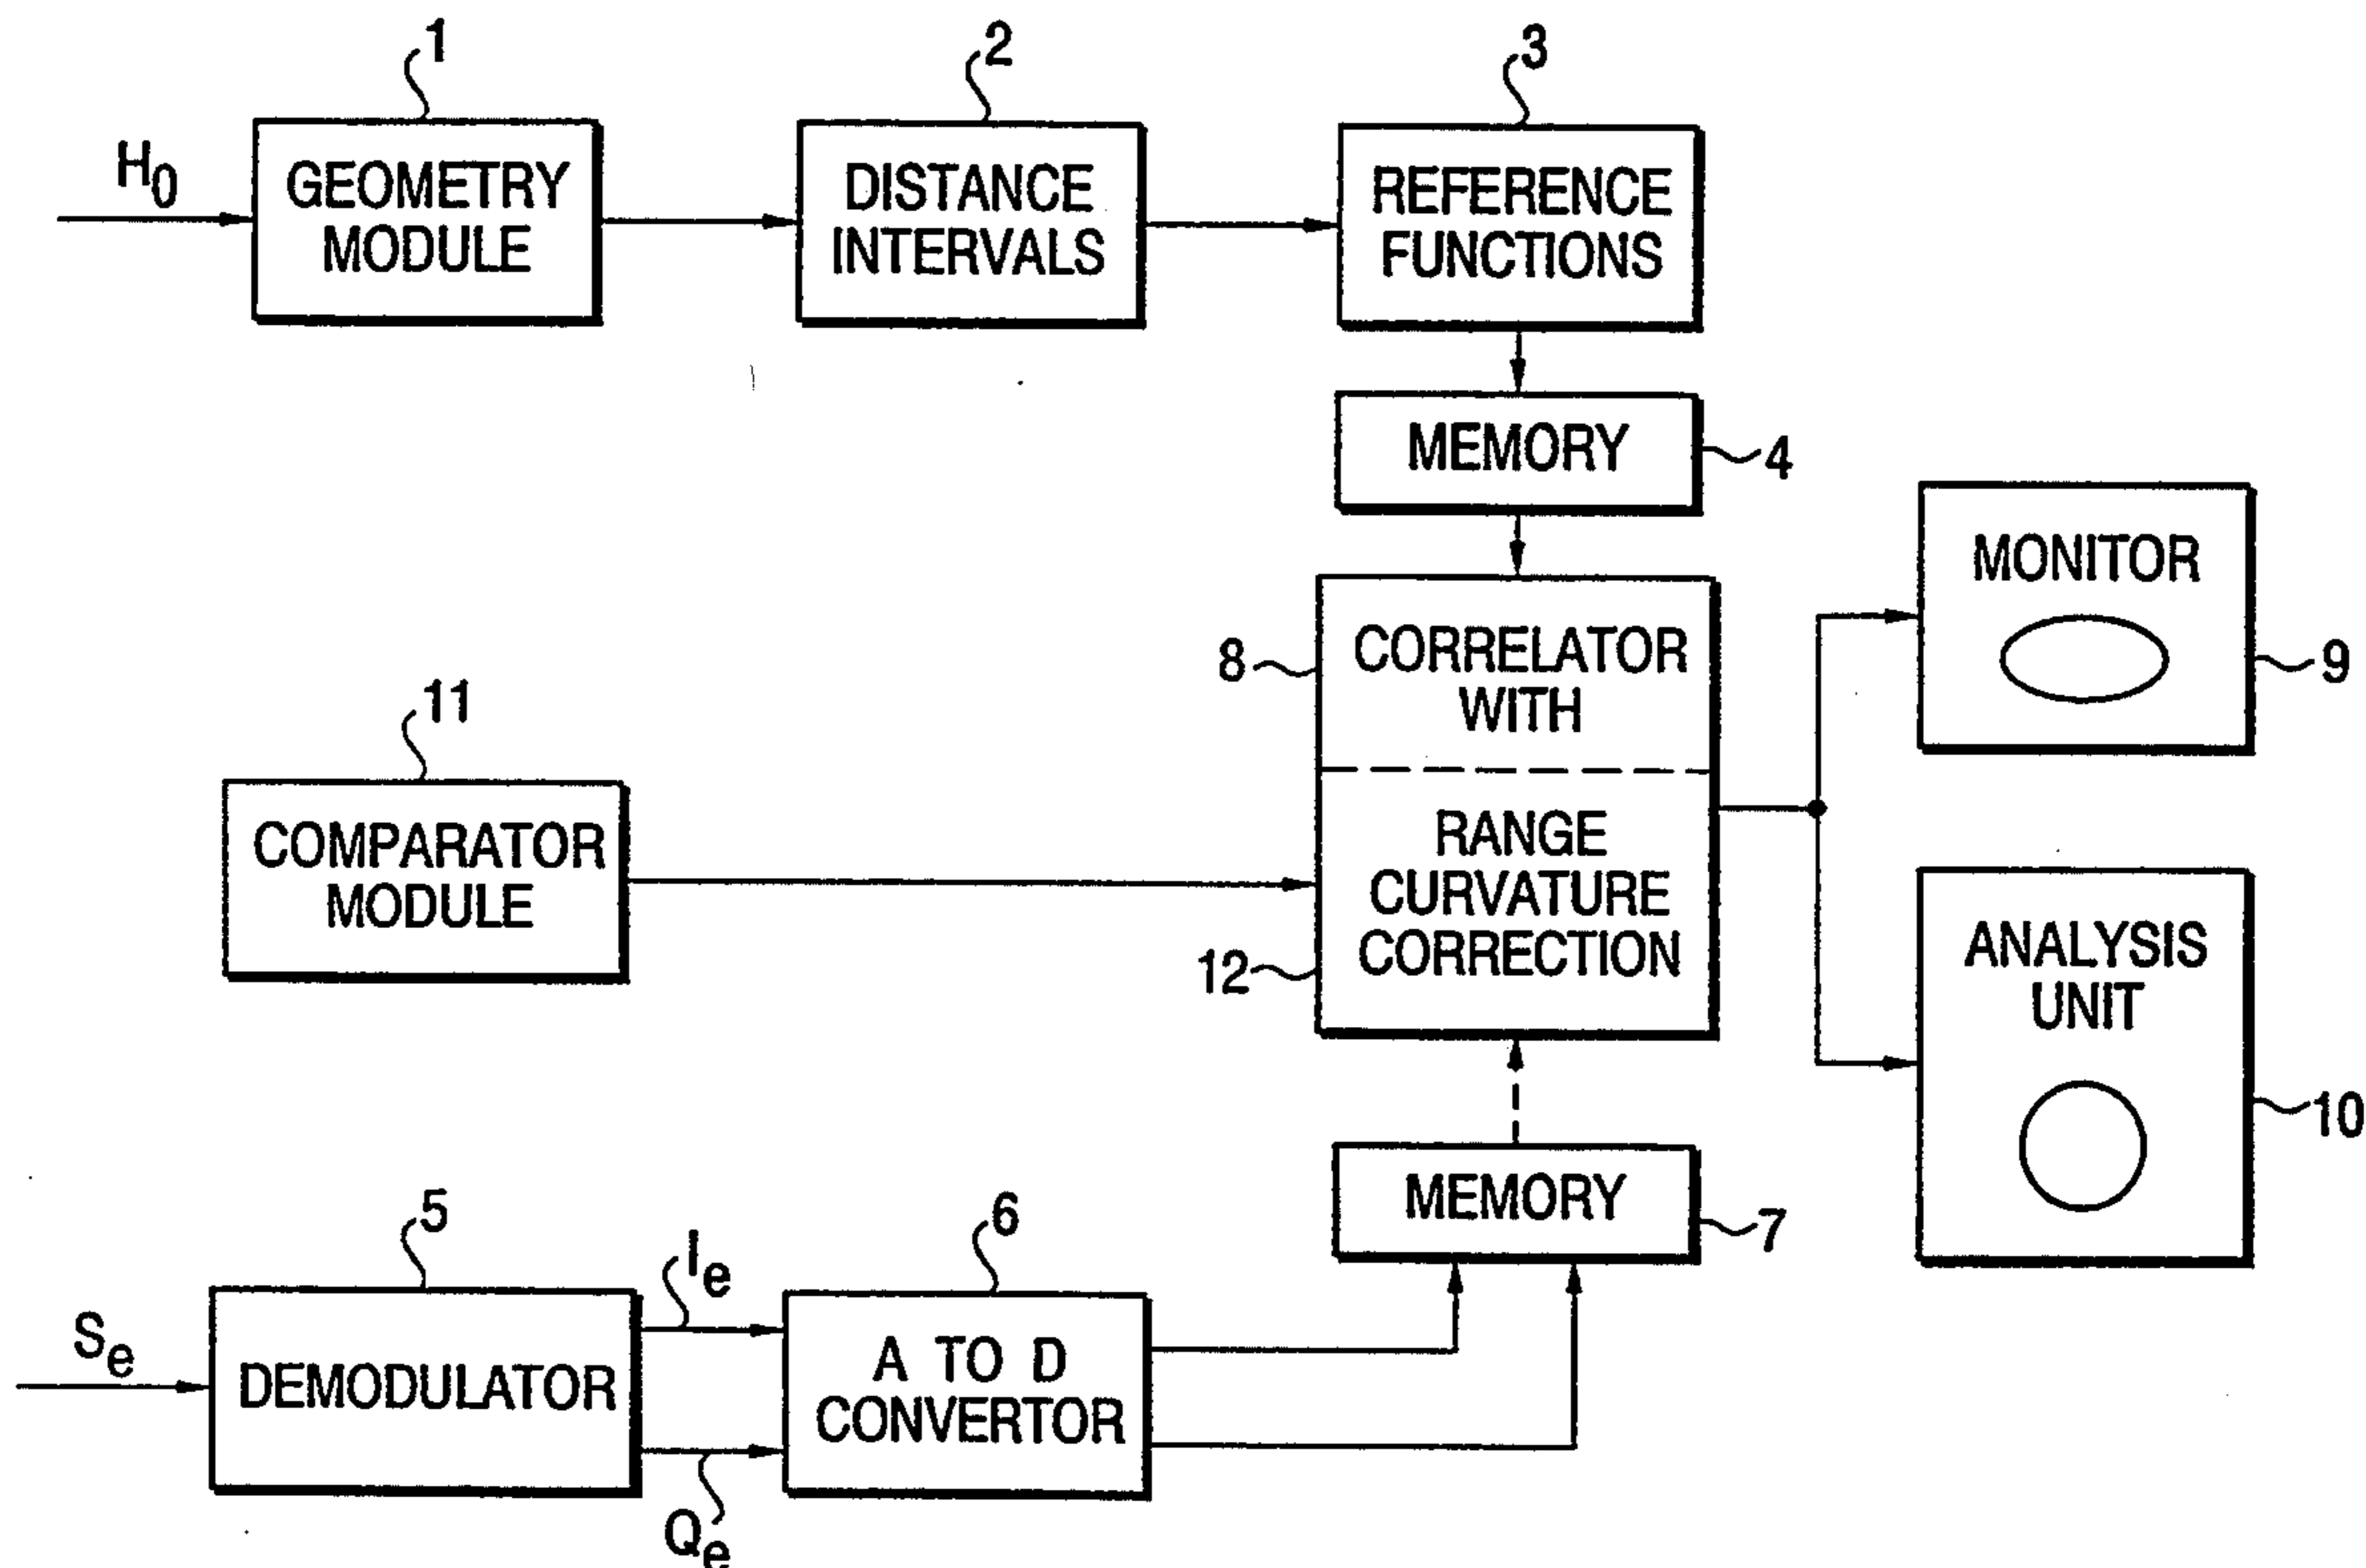 1
2
3
H0
GEOMETRY
MODULE
DISTANCE
INTERVALS
REFERENCE
FUNCTIONS
MEMORY
4
MONITOR
9
8
CORRELATOR
WITH
11
COMPARATOR
MODULE
RANGE
CURVATURE
CORRECTION
12
ANALYSIS
UNIT
10
MEMORY
7
5
Ie
6
Se
DEMODULATOR
A TO D
CONVERTOR
Qe